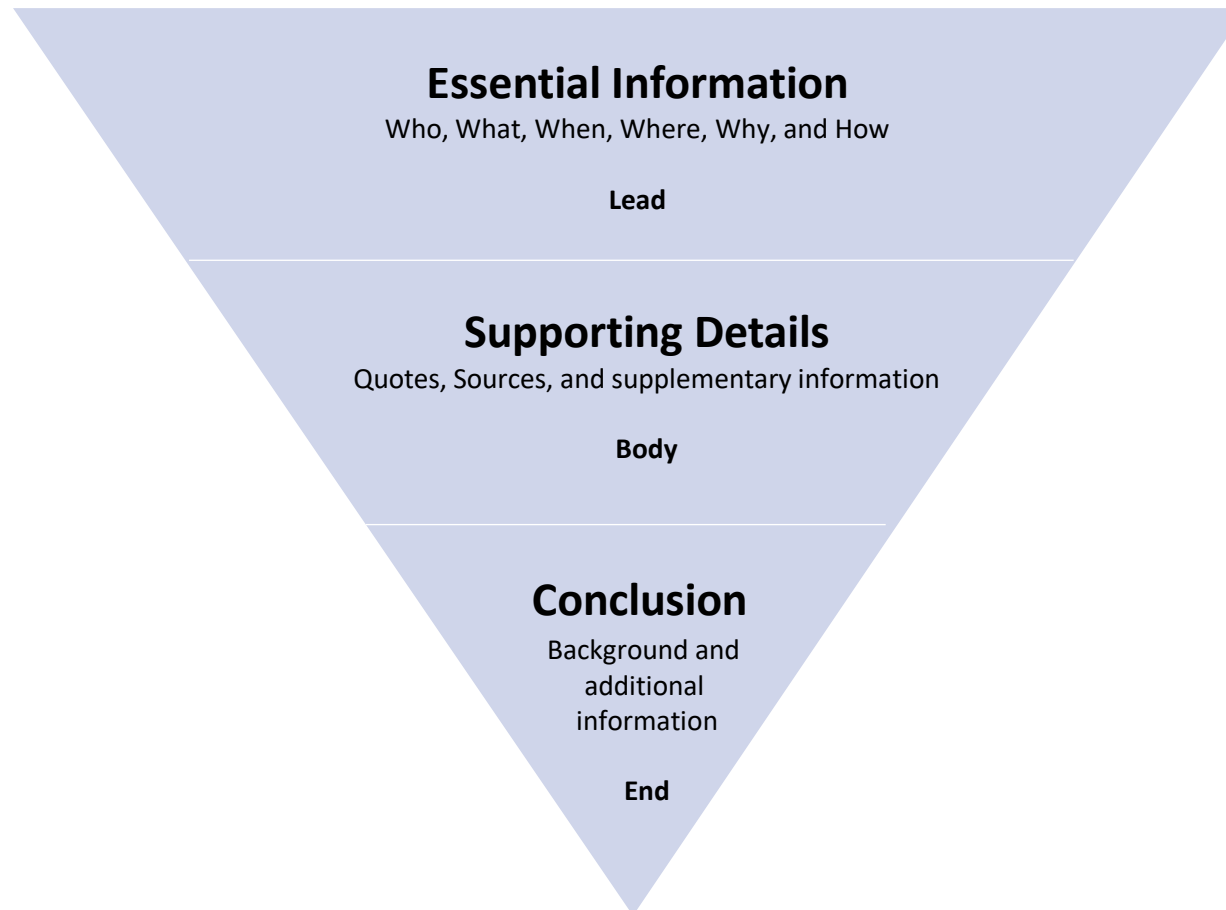 Essential Information
Who, What, When, Where, Why, and How
Lead
Supporting Details
Quotes, Sources, and supplementary information
Body
Conclusion
Background and
additional
information
End